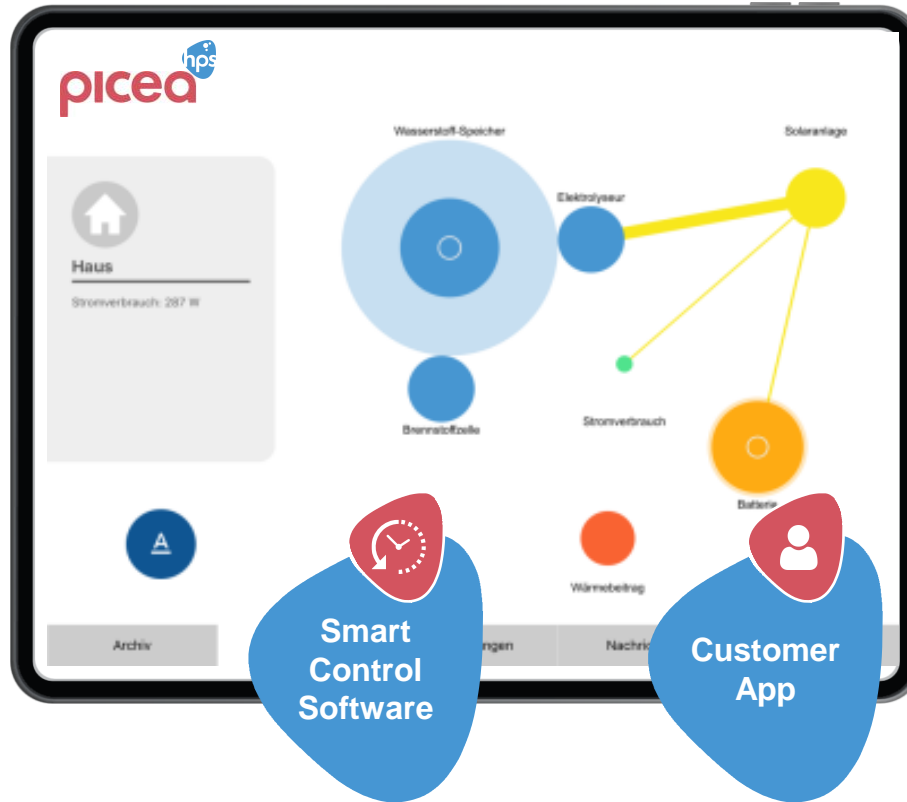 hps
picea
Wasserstoff-Speicher
Solaranlage
Elektrolyseur
Haus
Stromverbrauch: 287 W
Brennstoffzelle
Stromverbrauch
Batterie
A
Wärmebeitrag
Archiv
Smart
Control
Software
Customer
App